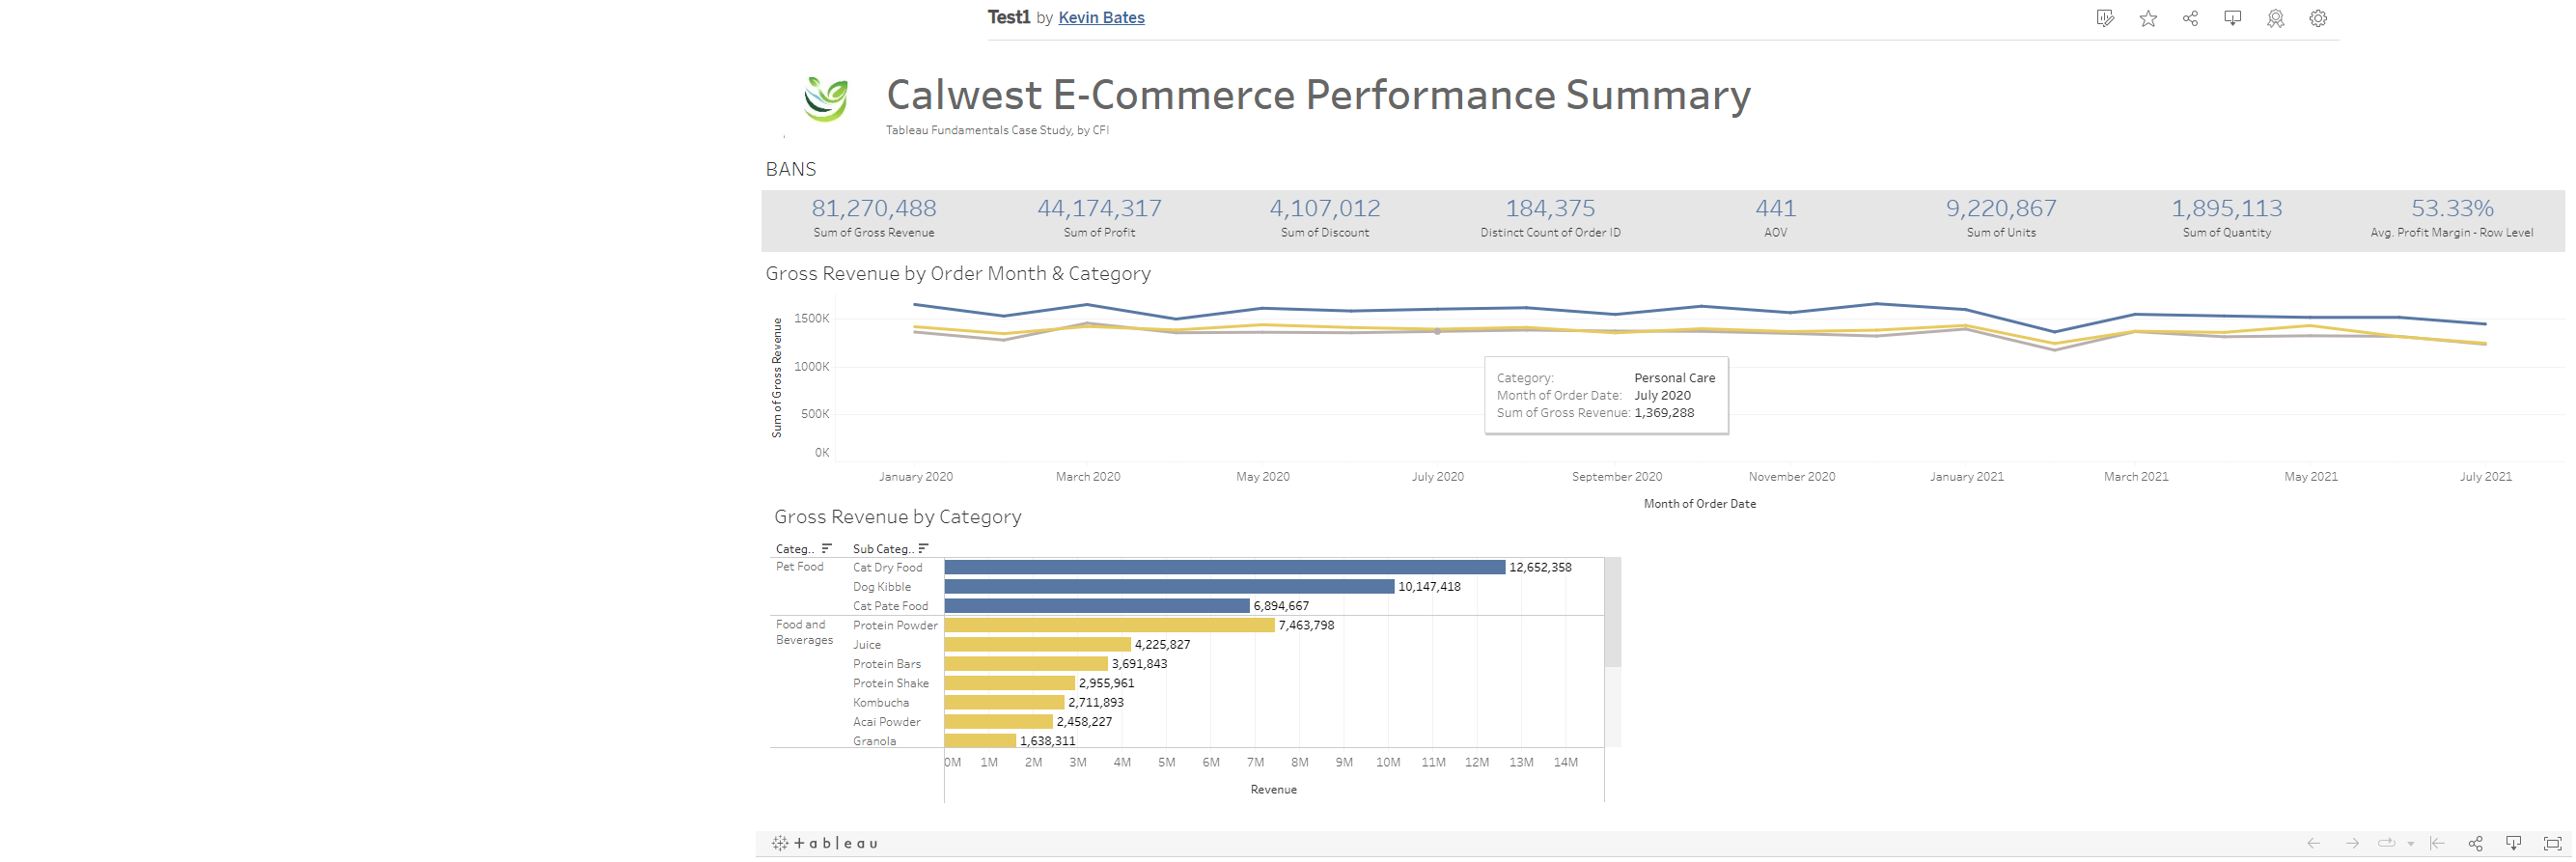 Test1 by Kevin Bates
Calwest E-Commerce Performance Summary
Tableau Fundamentals Case Study, by CFI
BANS
81,270,488 44,174,317 4,107,012 184,375 441 9,220,867 1,895,113 53.33%
Sum of Gross Revenue Sum of Profit Sum of Discount Distinct Count of Order ID AOV Sum of Units Sum of Quantity Avg. Profit Margin - Row Level
Gross Revenue by Order Month & Category
Sum of Gross Revenue
1500K
1000K
500K
0K
Category: Personal Care
Month of Order Date: July 2020
Sum of Gross Revenue: 1,369,288
January 2020 March 2020 May 2020 July 2020 September 2020 November 2020 January 2021 March 2021 May 2021 July 2021
Month of Order Date
Gross Revenue by Category
Categ.. Sub Categ..
Pet Food Cat Dry Food 12,652,358
Dog Kibble 10,147,418
Cat Pate Food 6,894,667
Food and Beverages Protein Powder 7,463,798
Juice 4,225,827
Protein Bars 3,691,843
Protein Shake 2,955,961
Kombucha 2,711,893
Acai Powder 2,458,227
Granola 1,638,311
0M 1M 2M 3M 4M 5M 6M 7M 8M 9M 10M 11M 12M 13M 14M
Revenue
+ableau